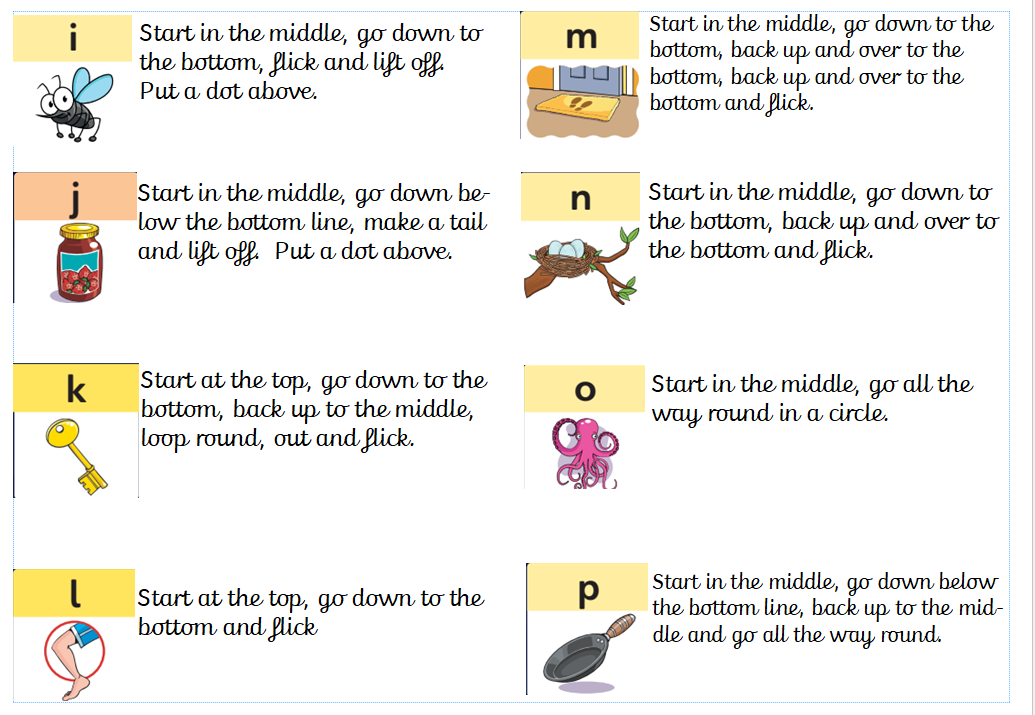 i
Start in the middle, go down to
the bottom, flick and lift off.
Put a dot above.
j
Start in the middle, go down be-
low the bottom line, make a tail
and lift off. Put a dot above.
k
Start at the top, go down to the
bottom, back up to the middle,
loop round, out and flick.
l
Start at the top, go down to the
bottom and flick
m
Start in the middle, go down to the
bottom, back up and over to the
bottom, back up and over to the
bottom and flick.
n
Start in the middle, go down to
the bottom, back up and over to
the bottom and flick.
o
Start in the middle, go all the
way round in a circle.
p
Start in the middle, go down below
the bottom line, back up to the mid-
dle and go all the way round.